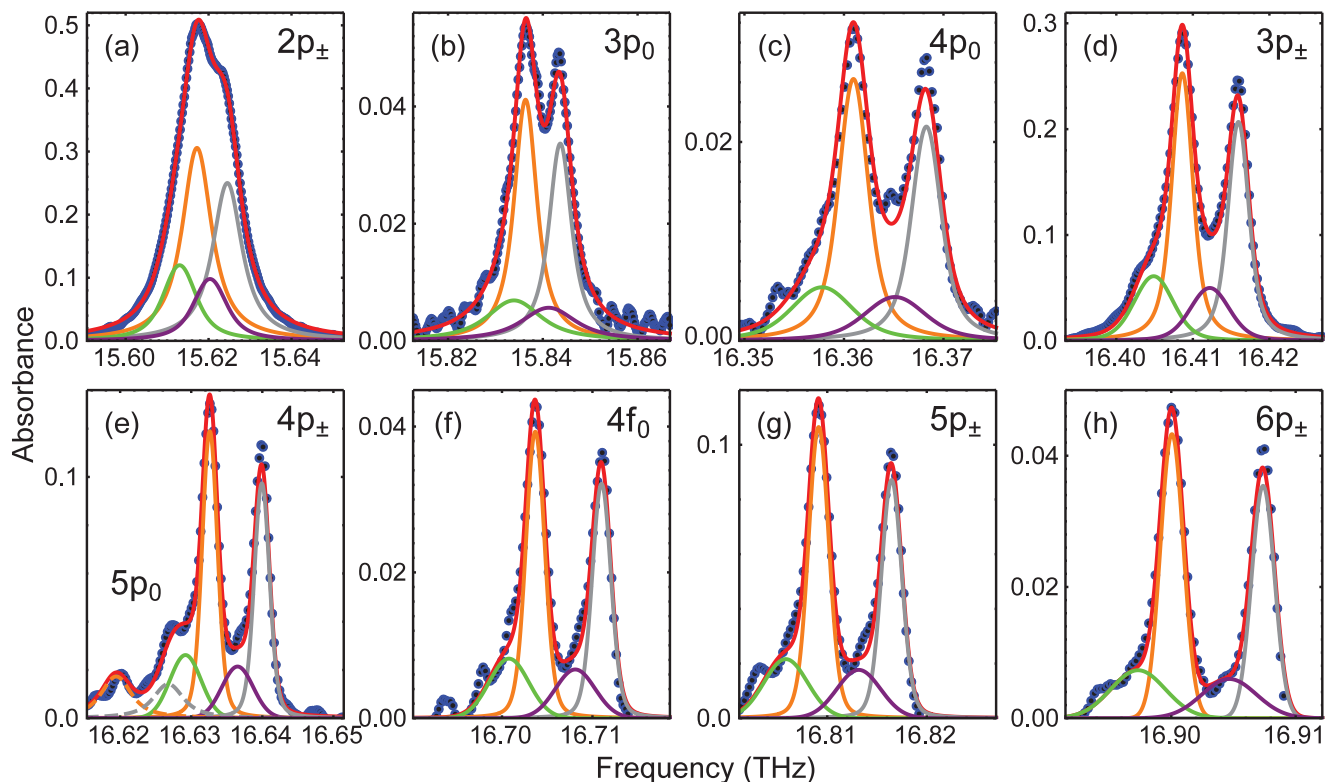 Absorbance
(a) 2p±
0.5
0.4
0.3
0.2
0.1
0.0
15.60 15.62 15.64
(b) 3p0
0.04
0.02
0.00
15.82 15.84 15.86
(c) 4p0
0.02
0.00
16.35 16.36 16.37
(d) 3p±
0.3
0.2
0.1
0.0
16.40 16.41 16.42
(e) 4p±
5p0
0.1
0.0
16.62 16.63 16.64 16.65
(f) 4f0
0.04
0.02
0.00
16.70 16.71
(g) 5p±
0.1
0.0
16.81 16.82
(h) 6p±
0.04
0.02
0.00
16.90 16.91
Frequency (THz)